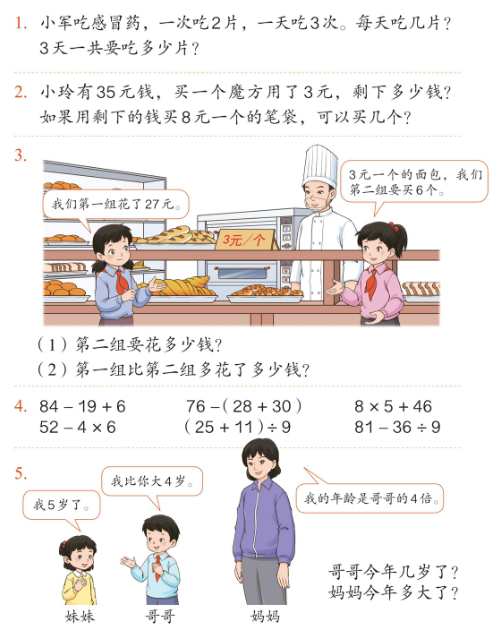 1. 小军吃感冒药，一次吃2片，一天吃3次。每天吃几片？
3天一共要吃多少片？
2. 小玲有35元钱，买一个魔方用了3元，剩下多少钱？
如果用剩下的钱买8元一个的笔袋，可以买几个？
3.
我们第一组花了27元。
3元一个的面包，我们
第二组要买6个。
3元/个
（1）第二组要花多少钱？
（2）第一组比第二组多花了多少钱？
4. 84－19＋6 76－(28＋30) 8×5＋46
52－4×6 (25＋11)÷9 81－36÷9
5.
我5岁了。
我比你大4岁。
我的年龄是哥哥的4倍。
哥哥今年几岁了？
妈妈今年多大了？
妹妹 哥哥 妈妈